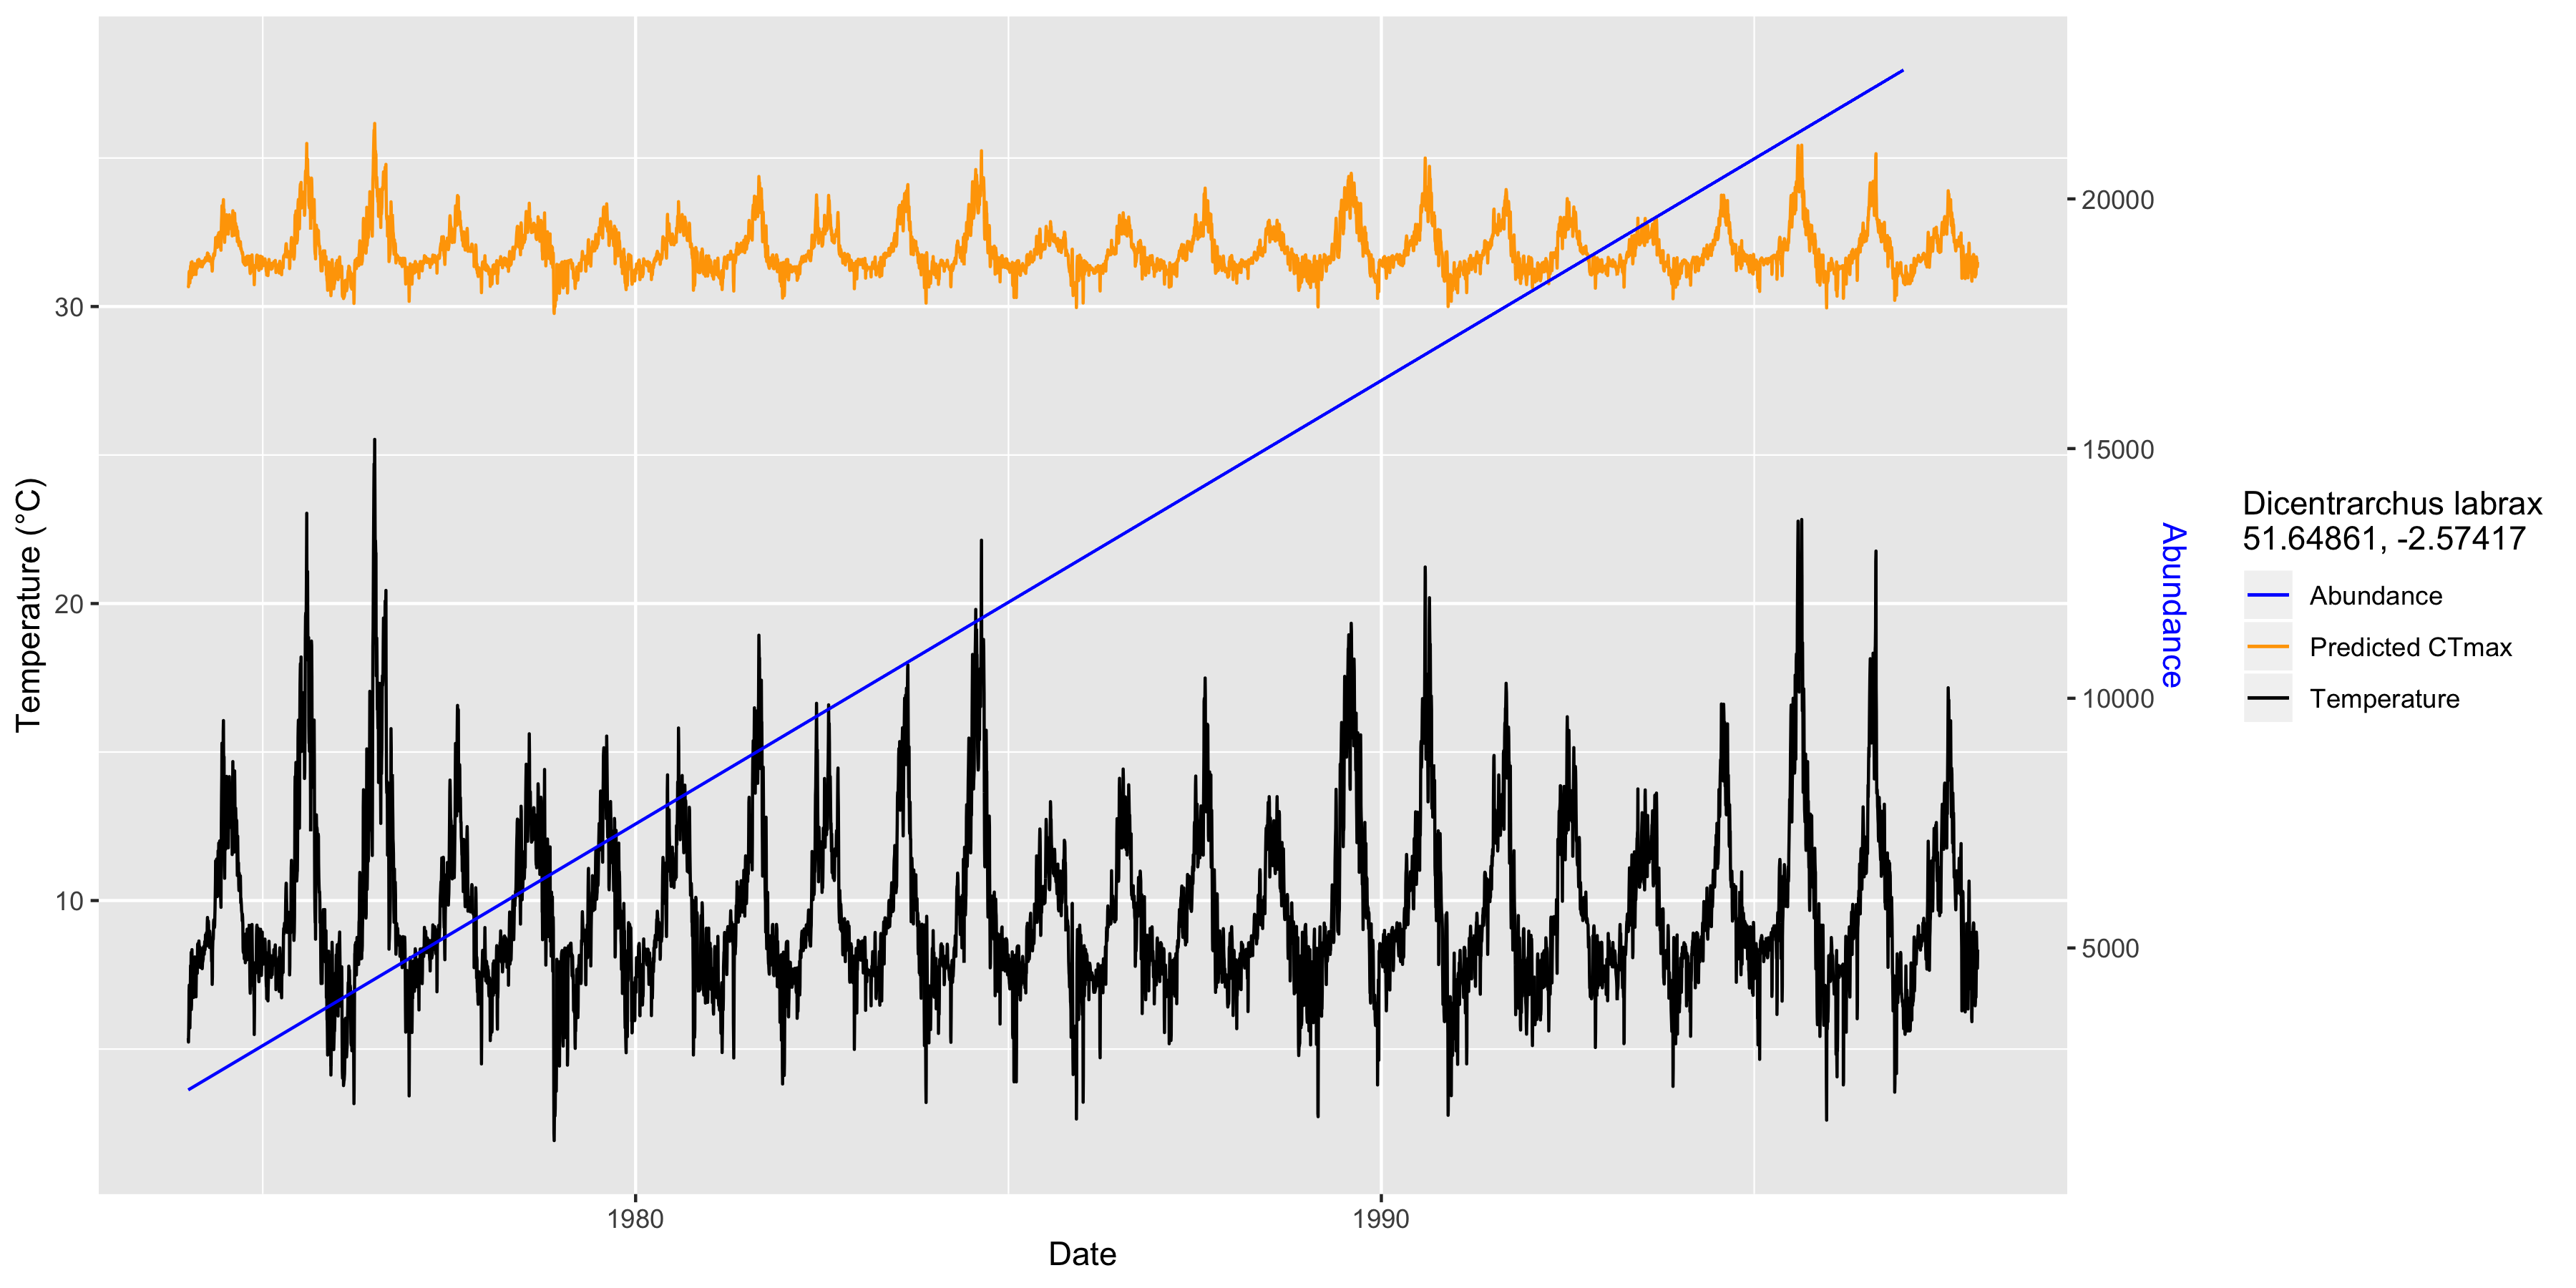 Temperature (°C)
30
20
10
1980
1990
Date
20000
15000
10000
5000
Abundance
Dicentrarchus labrax
51.64861, -2.57417
Abundance
Predicted CTmax
Temperature